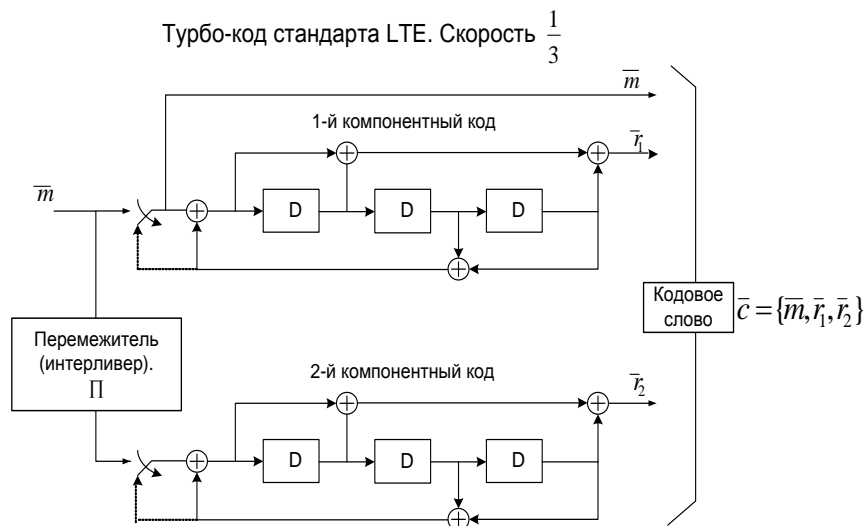 Турбо-код стандарта LTE. Скорость 1/3
m̅
1-й компонентный код
r̅₁
m̅
D
D
D
Перемежитель
(интерливер).
Π
Кодовое
слово
c̅ = {m̅, r̅₁, r̅₂}
2-й компонентный код
r̅₂
D
D
D